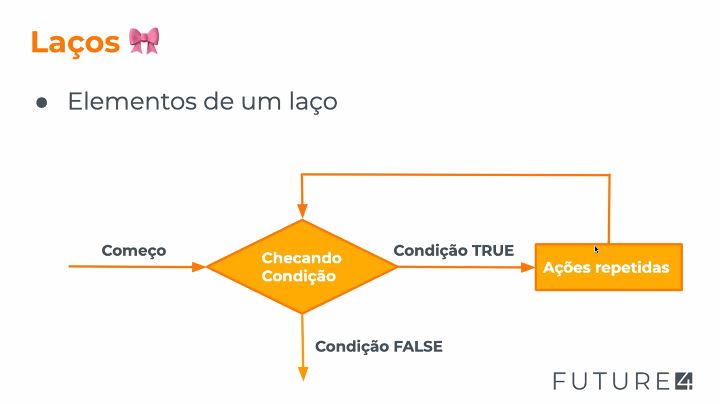 Laços
Elementos de um laço
Começo
Checando
Condição
Condição TRUE
Ações repetidas
Condição FALSE
FUTURE4